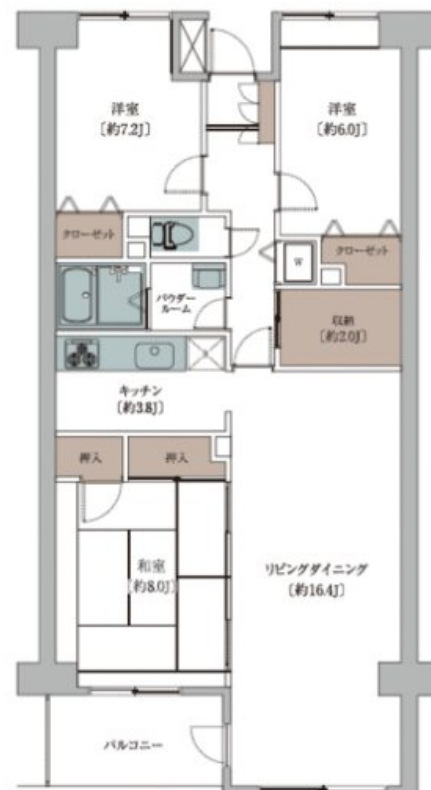 洋室
〔約7.2J〕
洋室
〔約6.0J〕
クローゼット
W
クローゼット
パウダー
ルーム
収納
〔約2.0J〕
キッチン
〔約3.8J〕
押入
押入
和室
〔約8.0J〕
リビングダイニング
〔約16.4J〕
バルコニー